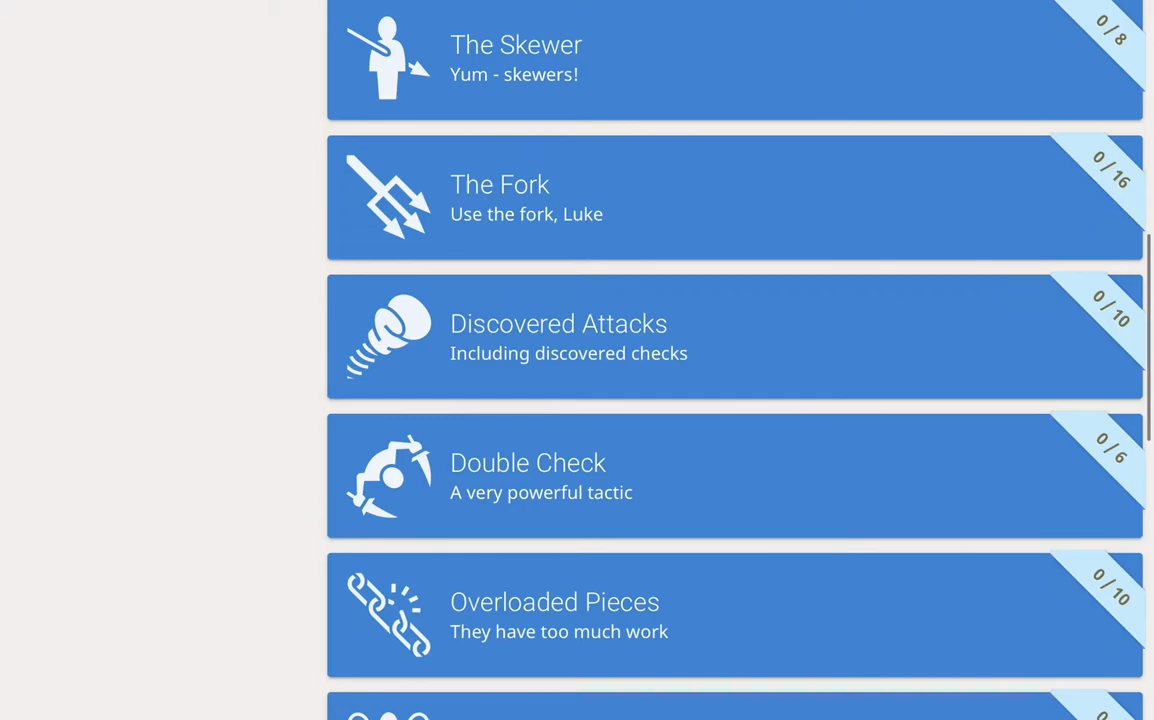 The Skewer
Yum - skewers!
0 / 8
The Fork
Use the fork, Luke
0 / 16
Discovered Attacks
Including discovered checks
0 / 10
Double Check
A very powerful tactic
0 / 6
Overloaded Pieces
They have too much work
0 / 10